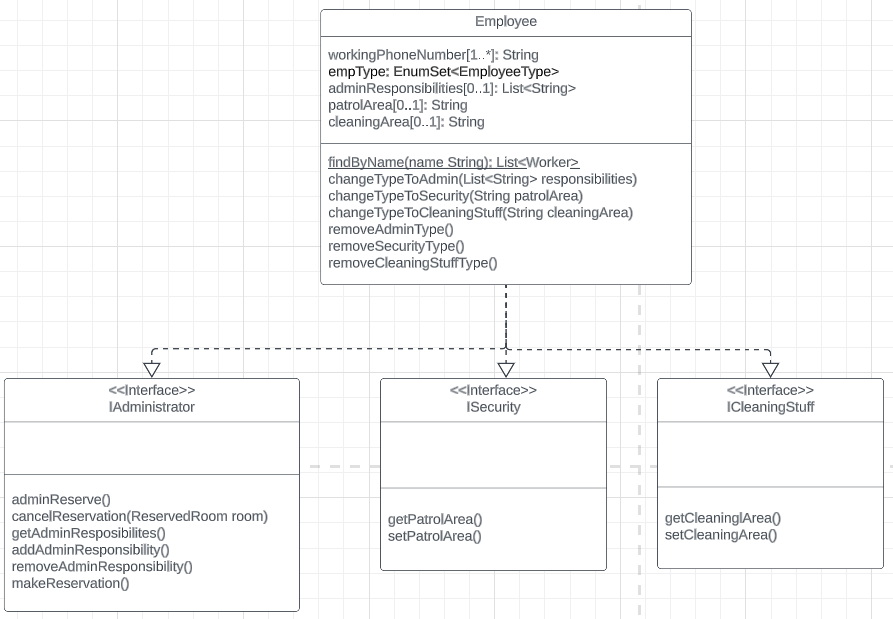 Employee
workingPhoneNumber[1..*]: String
empType: EnumSet<EmployeeType>
adminResponsibilities[0..1]: List<String>
patrolArea[0..1]: String
cleaningArea[0..1]: String
findByName(name String): List<Worker>
changeTypeToAdmin(List<String> responsibilities)
changeTypeToSecurity(String patrolArea)
changeTypeToCleaningStuff(String cleaningArea)
removeAdminType()
removeSecurityType()
removeCleaningStuffType()
<<Interface>>
IAdministrator
adminReserve()
cancelReservation(ReservedRoom room)
getAdminResposibilites()
addAdminResponsibility()
removeAdminResponsibility()
makeReservation()
<<Interface>>
ISecurity
getPatrolArea()
setPatrolArea()
<<Interface>>
ICleaningStuff
getCleaninglArea()
setCleaningArea()